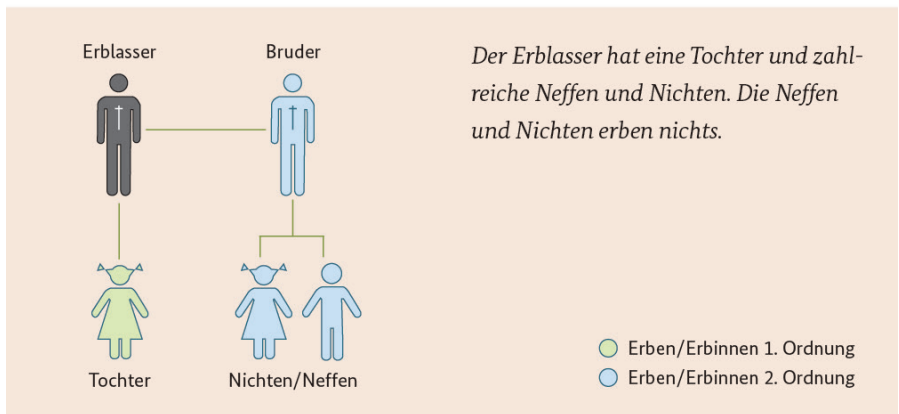 Erblasser
Bruder
Der Erblasser hat eine Tochter und zahl-
reiche Neffen und Nichten. Die Neffen
und Nichten erben nichts.
Tochter
Nichten/Neffen
Erben/Erbinnen 1. Ordnung
Erben/Erbinnen 2. Ordnung